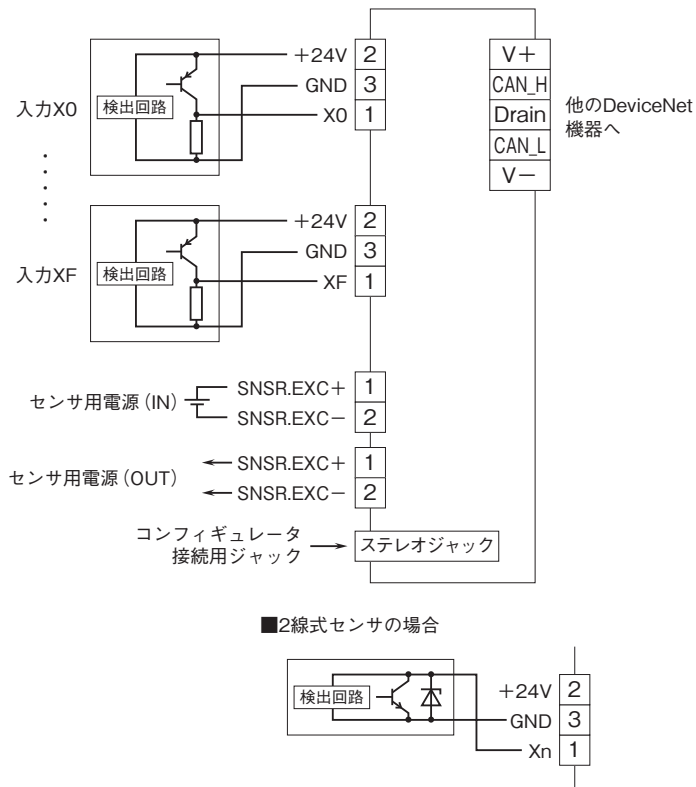 入力X0
検出回路
+24V 2
GND 3
X0 1
V+
CAN_H
Drain
CAN_L
V−
他のDeviceNet
機器へ
入力XF
検出回路
+24V 2
GND 3
XF 1
センサ用電源(IN)
SNSR.EXC+ 1
SNSR.EXC− 2
センサ用電源(OUT)
SNSR.EXC+ 1
SNSR.EXC− 2
コンフィギュレータ
接続用ジャック
ステレオジャック
■2線式センサの場合
検出回路
+24V 2
GND 3
Xn 1